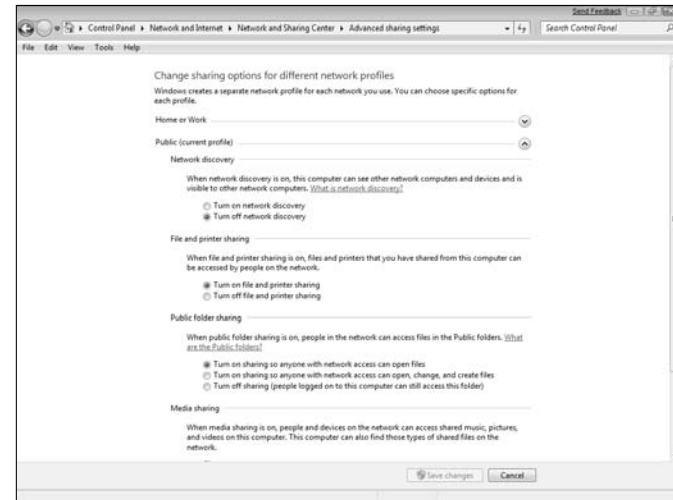 Send Feedback
Control Panel ▸ Network and Internet ▸ Network and Sharing Center ▸ Advanced sharing settings
Search Control Panel
File Edit View Tools Help
Change sharing options for different network profiles
Windows creates a separate network profile for each network you use. You can choose specific options for
each profile.
Home or Work
Public (current profile)
Network discovery
When network discovery is on, this computer can see other network computers and devices and is
visible to other network computers. What is network discovery?
Turn on network discovery
Turn off network discovery
File and printer sharing
When file and printer sharing is on, files and printers that you have shared from this computer can
be accessed by people on the network.
Turn on file and printer sharing
Turn off file and printer sharing
Public folder sharing
When public folder sharing is on, people in the network can access files in the Public folders. What
are the Public folders?
Turn on sharing so anyone with network access can open files
Turn on sharing so anyone with network access can open, change, and create files
Turn off sharing (people logged on to this computer can still access this folder)
Media sharing
When media sharing is on, people and devices on the network can access shared music, pictures,
and videos on this computer. This computer can also find those types of shared files on the
network.
Save changes
Cancel